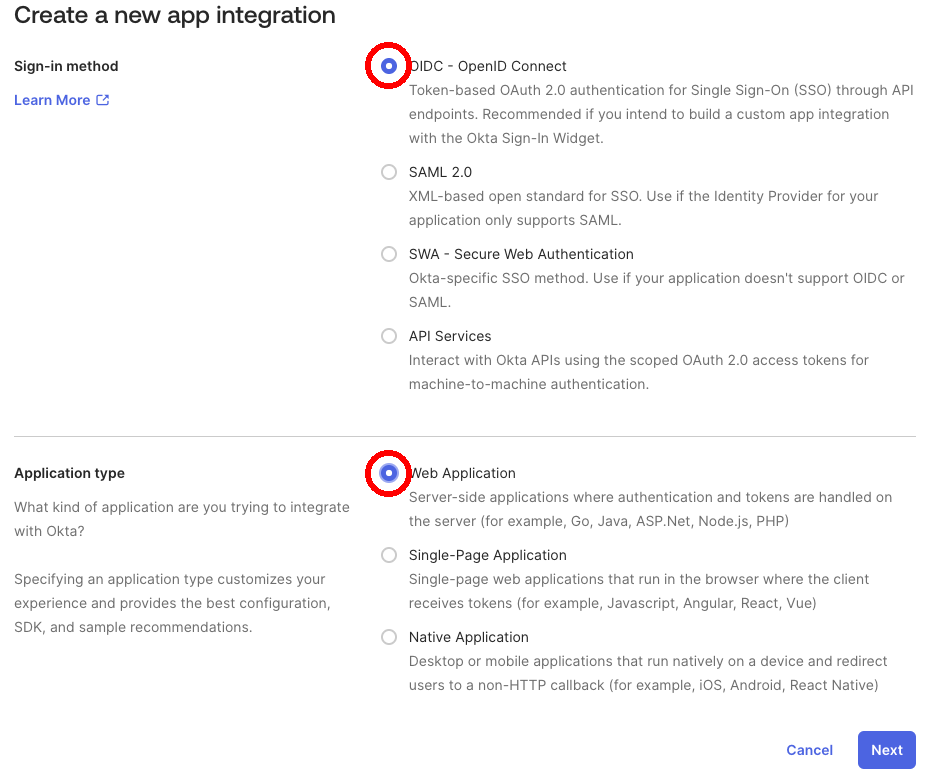 Create a new app integration
Sign-in method
Learn More
OIDC - OpenID Connect
Token-based OAuth 2.0 authentication for Single Sign-On (SSO) through API
endpoints. Recommended if you intend to build a custom app integration
with the Okta Sign-In Widget.
SAML 2.0
XML-based open standard for SSO. Use if the Identity Provider for your
application only supports SAML.
SWA - Secure Web Authentication
Okta-specific SSO method. Use if your application doesn't support OIDC or
SAML.
API Services
Interact with Okta APIs using the scoped OAuth 2.0 access tokens for
machine-to-machine authentication.
Application type
What kind of application are you trying to integrate
with Okta?
Specifying an application type customizes your
experience and provides the best configuration,
SDK, and sample recommendations.
Web Application
Server-side applications where authentication and tokens are handled on
the server (for example, Go, Java, ASP.Net, Node.js, PHP)
Single-Page Application
Single-page web applications that run in the browser where the client
receives tokens (for example, Javascript, Angular, React, Vue)
Native Application
Desktop or mobile applications that run natively on a device and redirect
users to a non-HTTP callback (for example, iOS, Android, React Native)
Cancel
Next